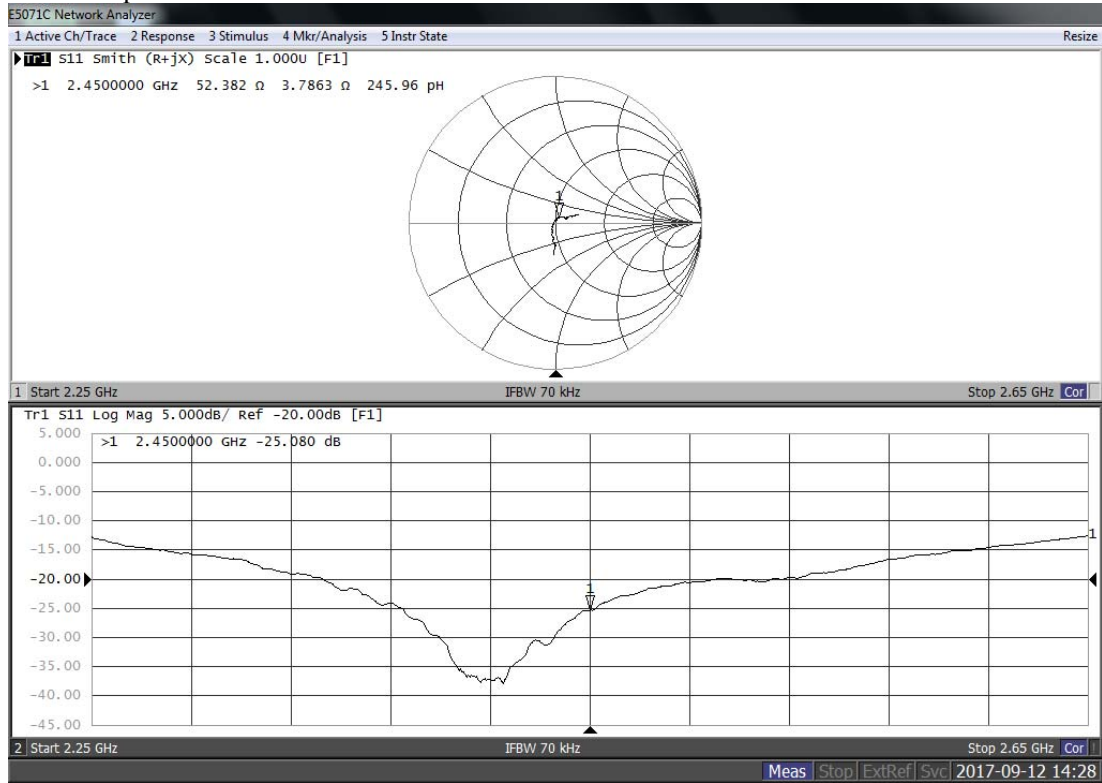 E5071C Network Analyzer
1 Active Ch/Trace 2 Response 3 Stimulus 4 Mkr/Analysis 5 Instr State Resize
Tr1 S11 Smith (R+jX) Scale 1.000U [F1]
>1 2.4500000 GHz 52.382 Ω 3.7863 Ω 245.96 pH
1
1 Start 2.25 GHz IFBW 70 kHz Stop 2.65 GHz Cor
Tr1 S11 Log Mag 5.000dB/ Ref -20.00dB [F1]
5.000
>1 2.4500000 GHz -25.080 dB
0.000
-5.000
-10.00
1
-15.00
-20.00
1
-25.00
-30.00
-35.00
-40.00
-45.00
2 Start 2.25 GHz IFBW 70 kHz Stop 2.65 GHz Cor !
Meas Stop ExtRef Svc 2017-09-12 14:28